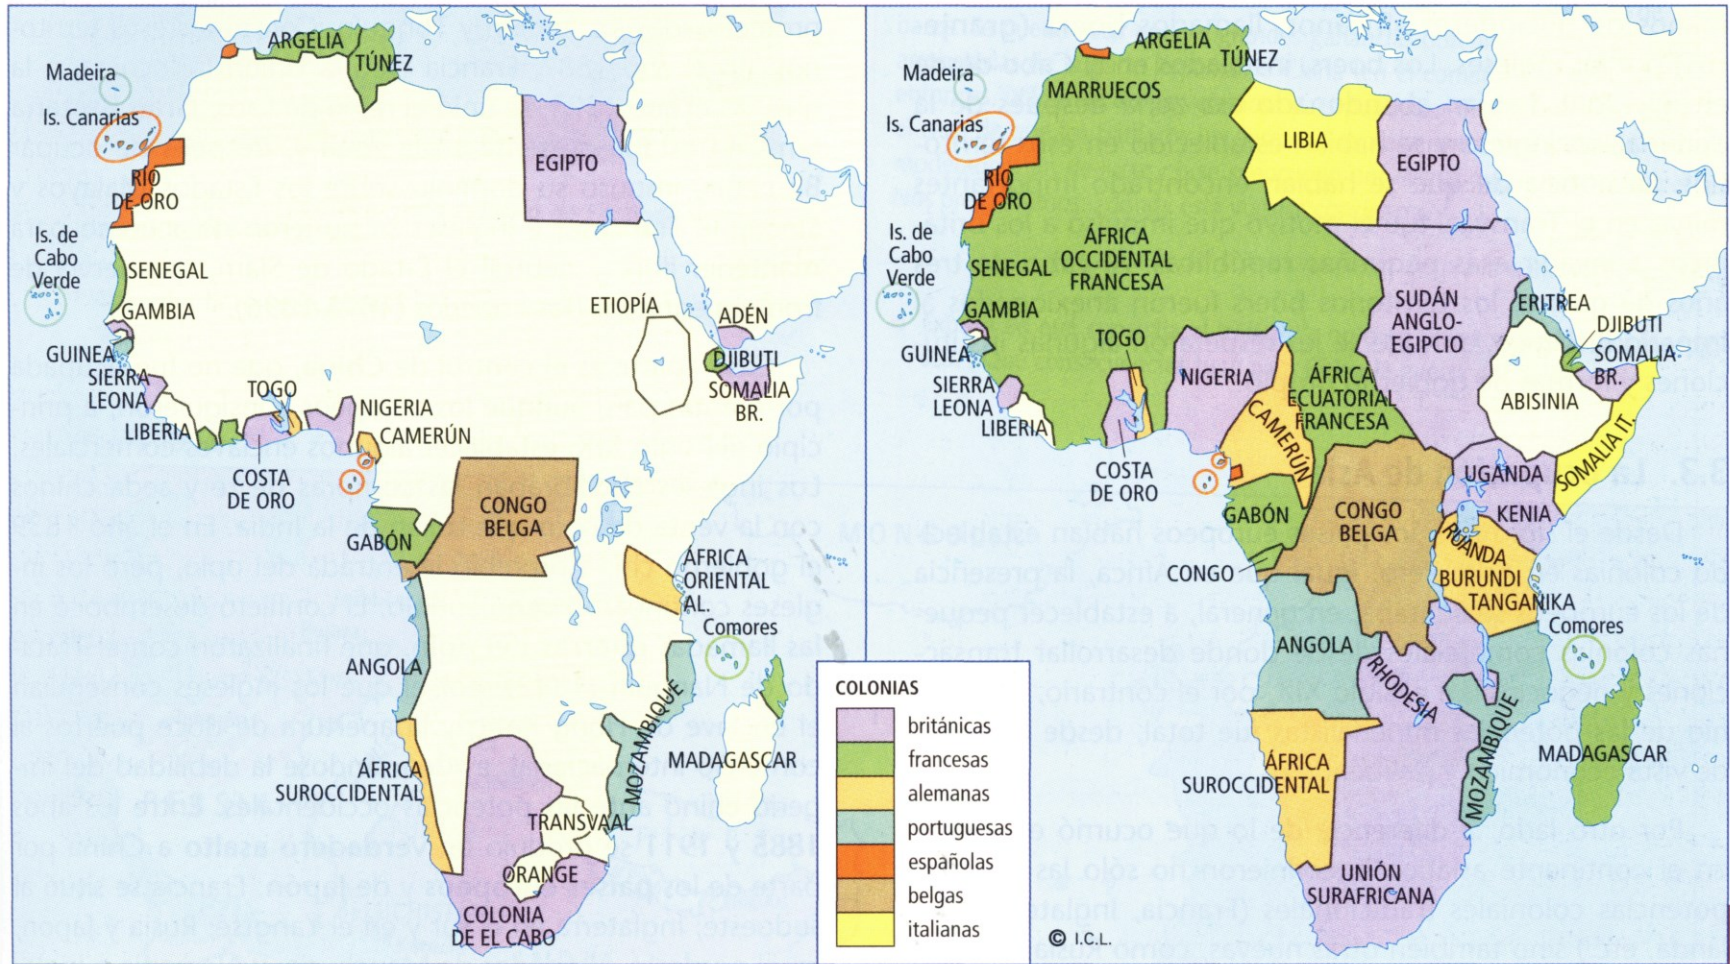 ARGELIA
TÚNEZ
Madeira
Is. Canarias
EGIPTO
RÍO
DE ORO
Is. de
Cabo
Verde
SENEGAL
GAMBIA
ETIOPÍA
ADÉN
GUINEA
DJIBUTI
SIERRA
LEONA
SOMALIA
BR.
TOGO
NIGERIA
LIBERIA
CAMERÚN
COSTA
DE ORO
CONGO
BELGA
GABÓN
ÁFRICA
ORIENTAL
AL.
Comores
ANGOLA
MOZAMBIQUE
MADAGASCAR
ÁFRICA
SUROCCIDENTAL
TRANSVAAL
ORANGE
COLONIA
DE EL CABO
COLONIAS
británicas
francesas
alemanas
portuguesas
españolas
belgas
italianas
ARGELIA
TÚNEZ
Madeira
MARRUECOS
Is. Canarias
LIBIA
EGIPTO
RÍO
DE ORO
Is. de
Cabo
Verde
ÁFRICA
OCCIDENTAL
FRANCESA
SENEGAL
GAMBIA
SUDÁN
ANGLO-
EGIPCIO
ERITREA
DJIBUTI
GUINEA
TOGO
SOMALIA
BR.
SIERRA
LEONA
NIGERIA
ÁFRICA
ECUATORIAL
FRANCESA
ABISINIA
LIBERIA
CAMERÚN
SOMALIA IT.
COSTA
DE ORO
UGANDA
KENIA
GABÓN
CONGO
BELGA
RUANDA
BURUNDI
TANGANIKA
CONGO
Comores
ANGOLA
RHODESIA
MOZAMBIQUE
MADAGASCAR
ÁFRICA
SUROCCIDENTAL
UNIÓN
SURAFRICANA
© I.C.L.